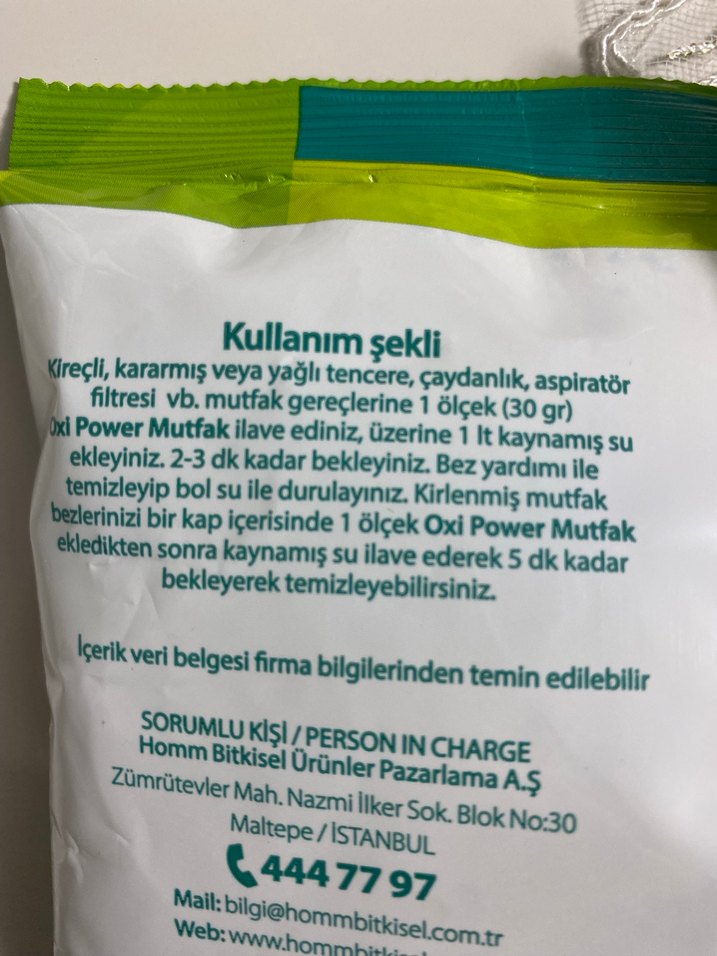 Kullanım şekli
Kireçli, kararmış veya yağlı tencere, çaydanlık, aspiratör
filtresi vb. mutfak gereçlerine 1 ölçek (30 gr)
Oxi Power Mutfak ilave ediniz, üzerine 1 lt kaynamış su
ekleyiniz. 2-3 dk kadar bekleyiniz. Bez yardımı ile
temizleyip bol su ile durulayınız. Kirlenmiş mutfak
bezlerinizi bir kap içerisinde 1 ölçek Oxi Power Mutfak
ekledikten sonra kaynamış su ilave ederek 5 dk kadar
bekleyerek temizleyebilirsiniz.
İçerik veri belgesi firma bilgilerinden temin edilebilir
SORUMLU KİŞİ / PERSON IN CHARGE
Homm Bitkisel Ürünler Pazarlama A.Ş
Zümrütevler Mah. Nazmi İlker Sok. Blok No:30
Maltepe / İSTANBUL
444 77 97
Mail: bilgi@hommbitkisel.com.tr
Web: www.hommbitkisel